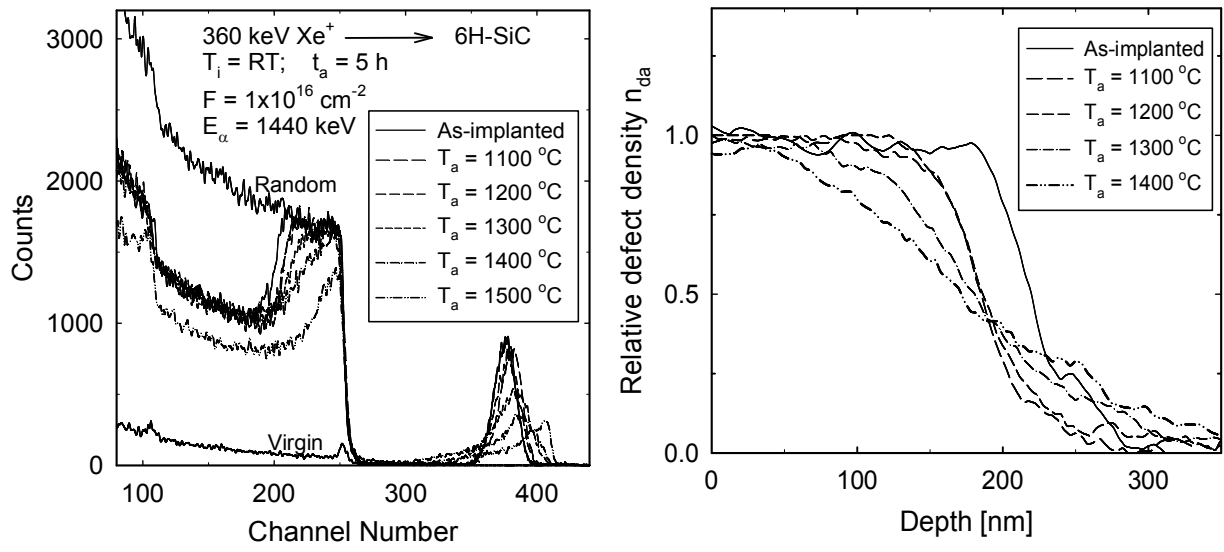 360 keV Xe⁺ 6H-SiC
Tᵢ = RT; tₐ = 5 h
F = 1x10¹⁶ cm⁻²
E_α = 1440 keV
As-implanted
Tₐ = 1100 °C
Tₐ = 1200 °C
Tₐ = 1300 °C
Tₐ = 1400 °C
Tₐ = 1500 °C
Random
Virgin
3000
2000
1000
0
100 200 300 400
Counts
Channel Number
As-implanted
Tₐ = 1100 °C
Tₐ = 1200 °C
Tₐ = 1300 °C
Tₐ = 1400 °C
1.0
0.5
0.0
0 100 200 300
Relative defect density n_da
Depth [nm]